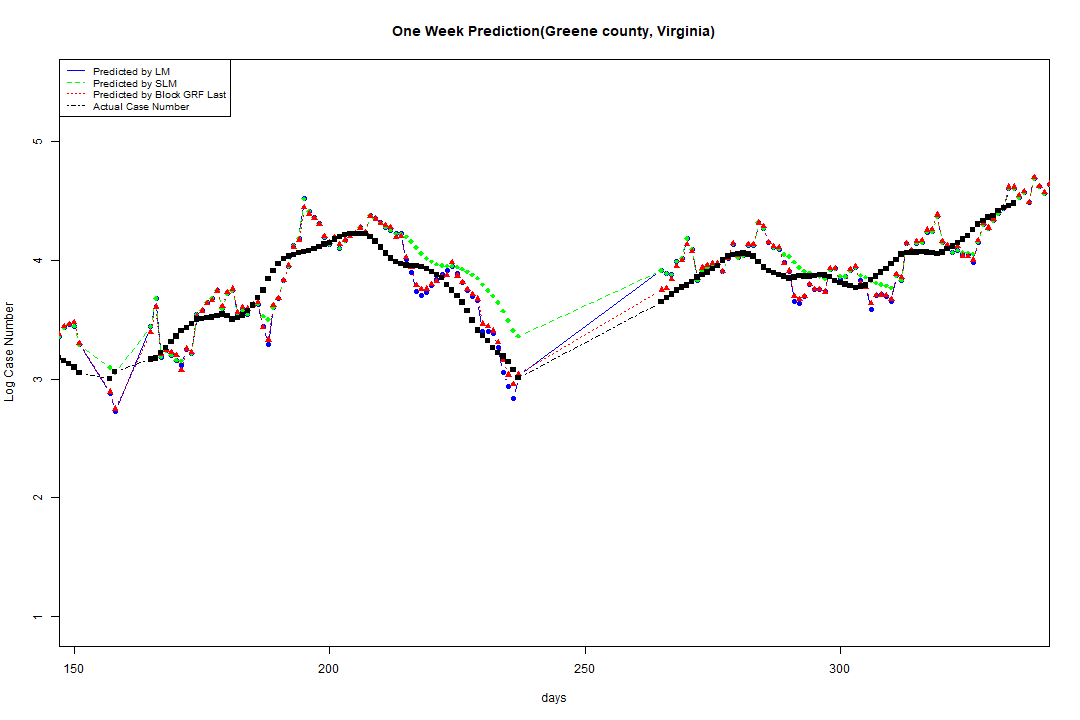 One Week Prediction(Greene county, Virginia)
Predicted by LM
Predicted by SLM
Predicted by Block GRF Last
Actual Case Number
Log Case Number
5
4
3
2
1
150
200
250
300
days